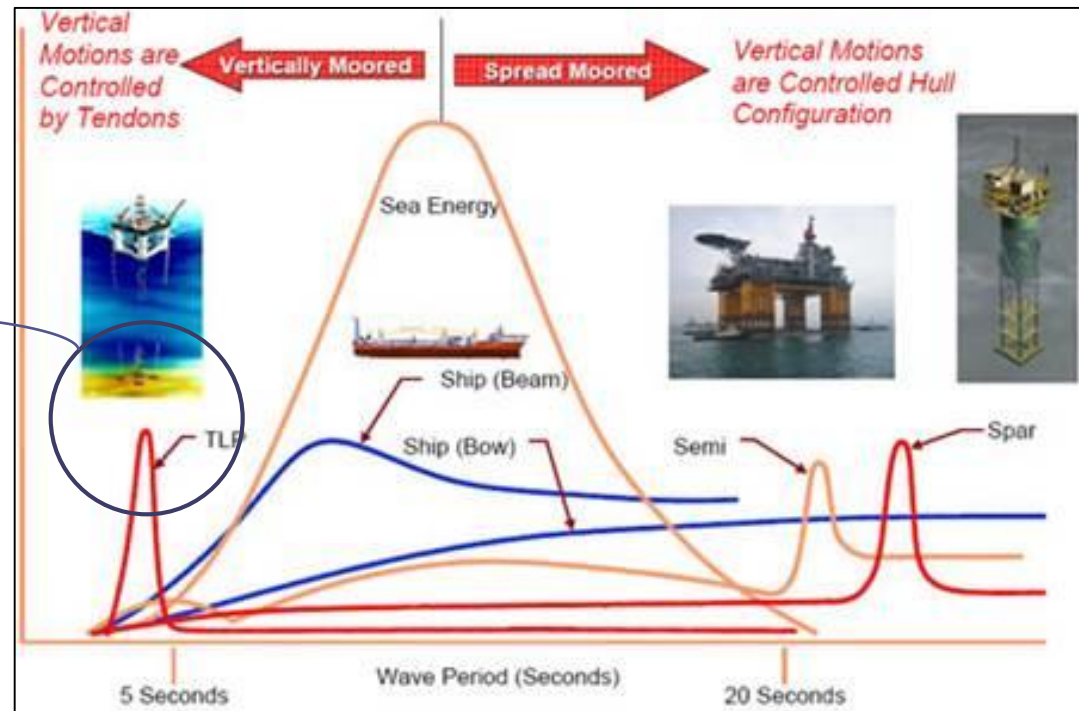 Vertical
Motions are
Controlled
by Tendons
Vertically Moored
Spread Moored
Vertical Motions
are Controlled Hull
Configuration
Sea Energy
Ship (Beam)
TLP
Ship (Bow)
Semi
Spar
Wave Period (Seconds)
5 Seconds
20 Seconds